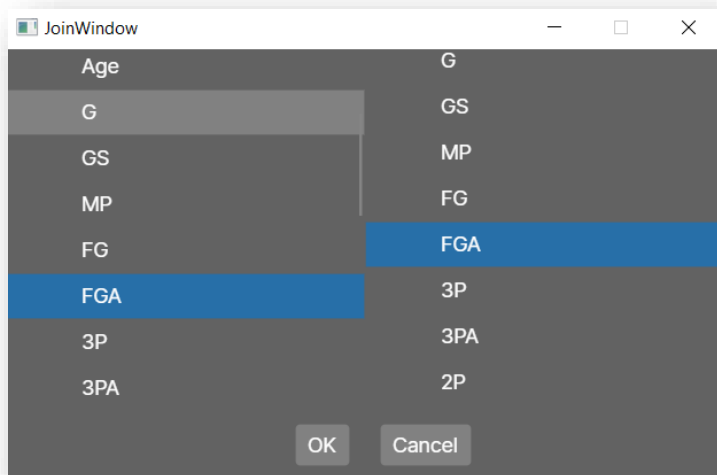 JoinWindow
Age
G
GS
MP
FG
FGA
3P
3PA
G
GS
MP
FG
FGA
3P
3PA
2P
OK
Cancel